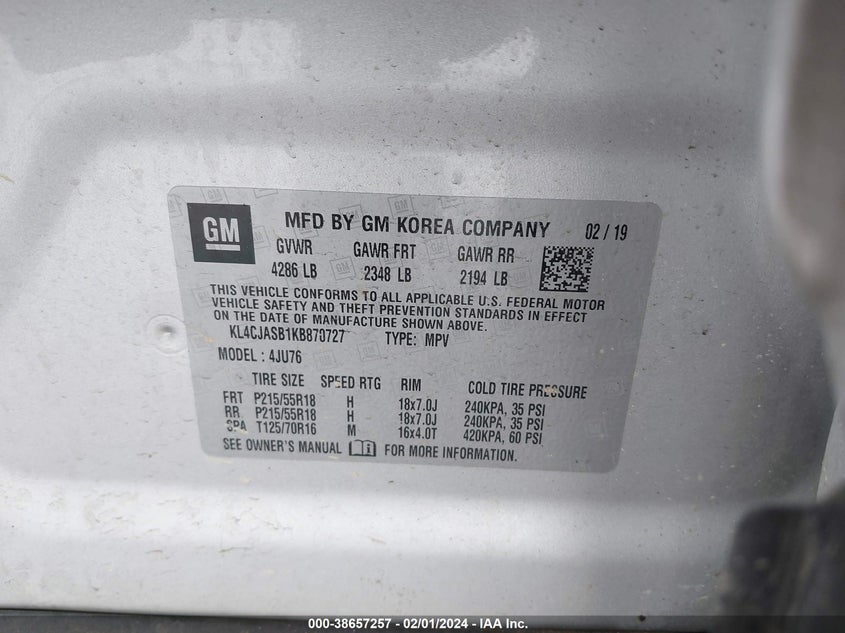 GM
MFD BY GM KOREA COMPANY 02 / 19
GVWR GAWR FRT GAWR RR
4286 LB 2348 LB 2194 LB
THIS VEHICLE CONFORMS TO ALL APPLICABLE U.S. FEDERAL MOTOR
VEHICLE SAFETY AND THEFT PREVENTION STANDARDS IN EFFECT
ON THE DATE OF MANUFACTURE SHOWN ABOVE.
KL4CJASB1KB870727 TYPE: MPV
MODEL : 4JU76
TIRE SIZE SPEED RTG RIM COLD TIRE PRESSURE
FRT P215/55R18 H 18x7.0J 240KPA, 35 PSI
RR P215/55R18 H 18x7.0J 240KPA, 35 PSI
SPA T125/70R16 M 16x4.0T 420KPA, 60 PSI
SEE OWNER'S MANUAL FOR MORE INFORMATION.
000-38657257 - 02/01/2024 - IAA Inc.